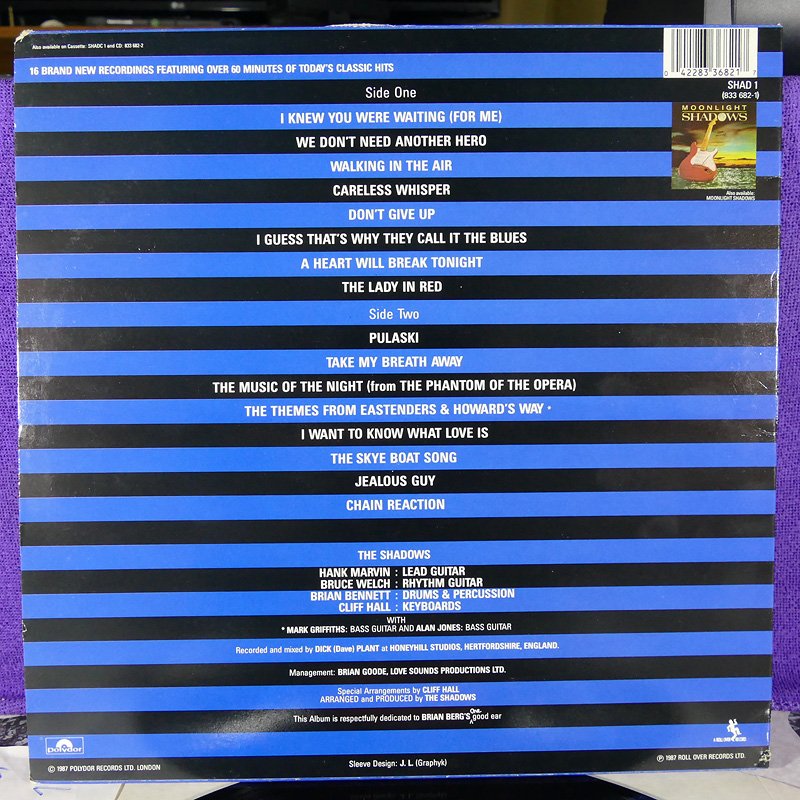 Also available on Cassette: SHADC 1 and CD: 833 682-2
16 BRAND NEW RECORDINGS FEATURING OVER 60 MINUTES OF TODAY'S CLASSIC HITS
0 42283 36821 7
SHAD 1
(833 682-1)
MOONLIGHT
SHADOWS
Also available:
MOONLIGHT SHADOWS
Side One
I KNEW YOU WERE WAITING (FOR ME)
WE DON'T NEED ANOTHER HERO
WALKING IN THE AIR
CARELESS WHISPER
DON'T GIVE UP
I GUESS THAT'S WHY THEY CALL IT THE BLUES
A HEART WILL BREAK TONIGHT
THE LADY IN RED
Side Two
PULASKI
TAKE MY BREATH AWAY
THE MUSIC OF THE NIGHT (from THE PHANTOM OF THE OPERA)
THE THEMES FROM EASTENDERS & HOWARD'S WAY *
I WANT TO KNOW WHAT LOVE IS
THE SKYE BOAT SONG
JEALOUS GUY
CHAIN REACTION
THE SHADOWS
HANK MARVIN : LEAD GUITAR
BRUCE WELCH : RHYTHM GUITAR
BRIAN BENNETT : DRUMS & PERCUSSION
CLIFF HALL : KEYBOARDS
WITH
* MARK GRIFFITHS: BASS GUITAR AND ALAN JONES: BASS GUITAR
Recorded and mixed by DICK (Dave) PLANT at HONEYHILL STUDIOS, HERTFORDSHIRE, ENGLAND.
Management: BRIAN GOODE, LOVE SOUNDS PRODUCTIONS LTD.
Special Arrangements by CLIFF HALL
ARRANGED and PRODUCED by THE SHADOWS
This Album is respectfully dedicated to BRIAN BERG'S One good ear
polydor
A ROLL OVER RECORD
© 1987 POLYDOR RECORDS LTD. LONDON
Sleeve Design: J. L. (Graphyk)
℗ 1987 ROLL OVER RECORDS LTD.